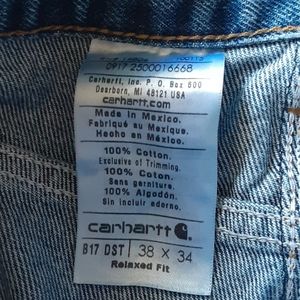 0917 2500016668
Carhartt, Inc. P. O. Box 600
Dearborn, MI 48121 USA
carhartt.com
Made in Mexico.
Fabriqué au Mexique.
Hecho en México.
100% Cotton.
Exclusive of Trimming.
100% Coton.
Sans garniture.
100% Algodón.
Sin incluir adorno.
carhartt
B17 DST 38 X 34
Relaxed Fit